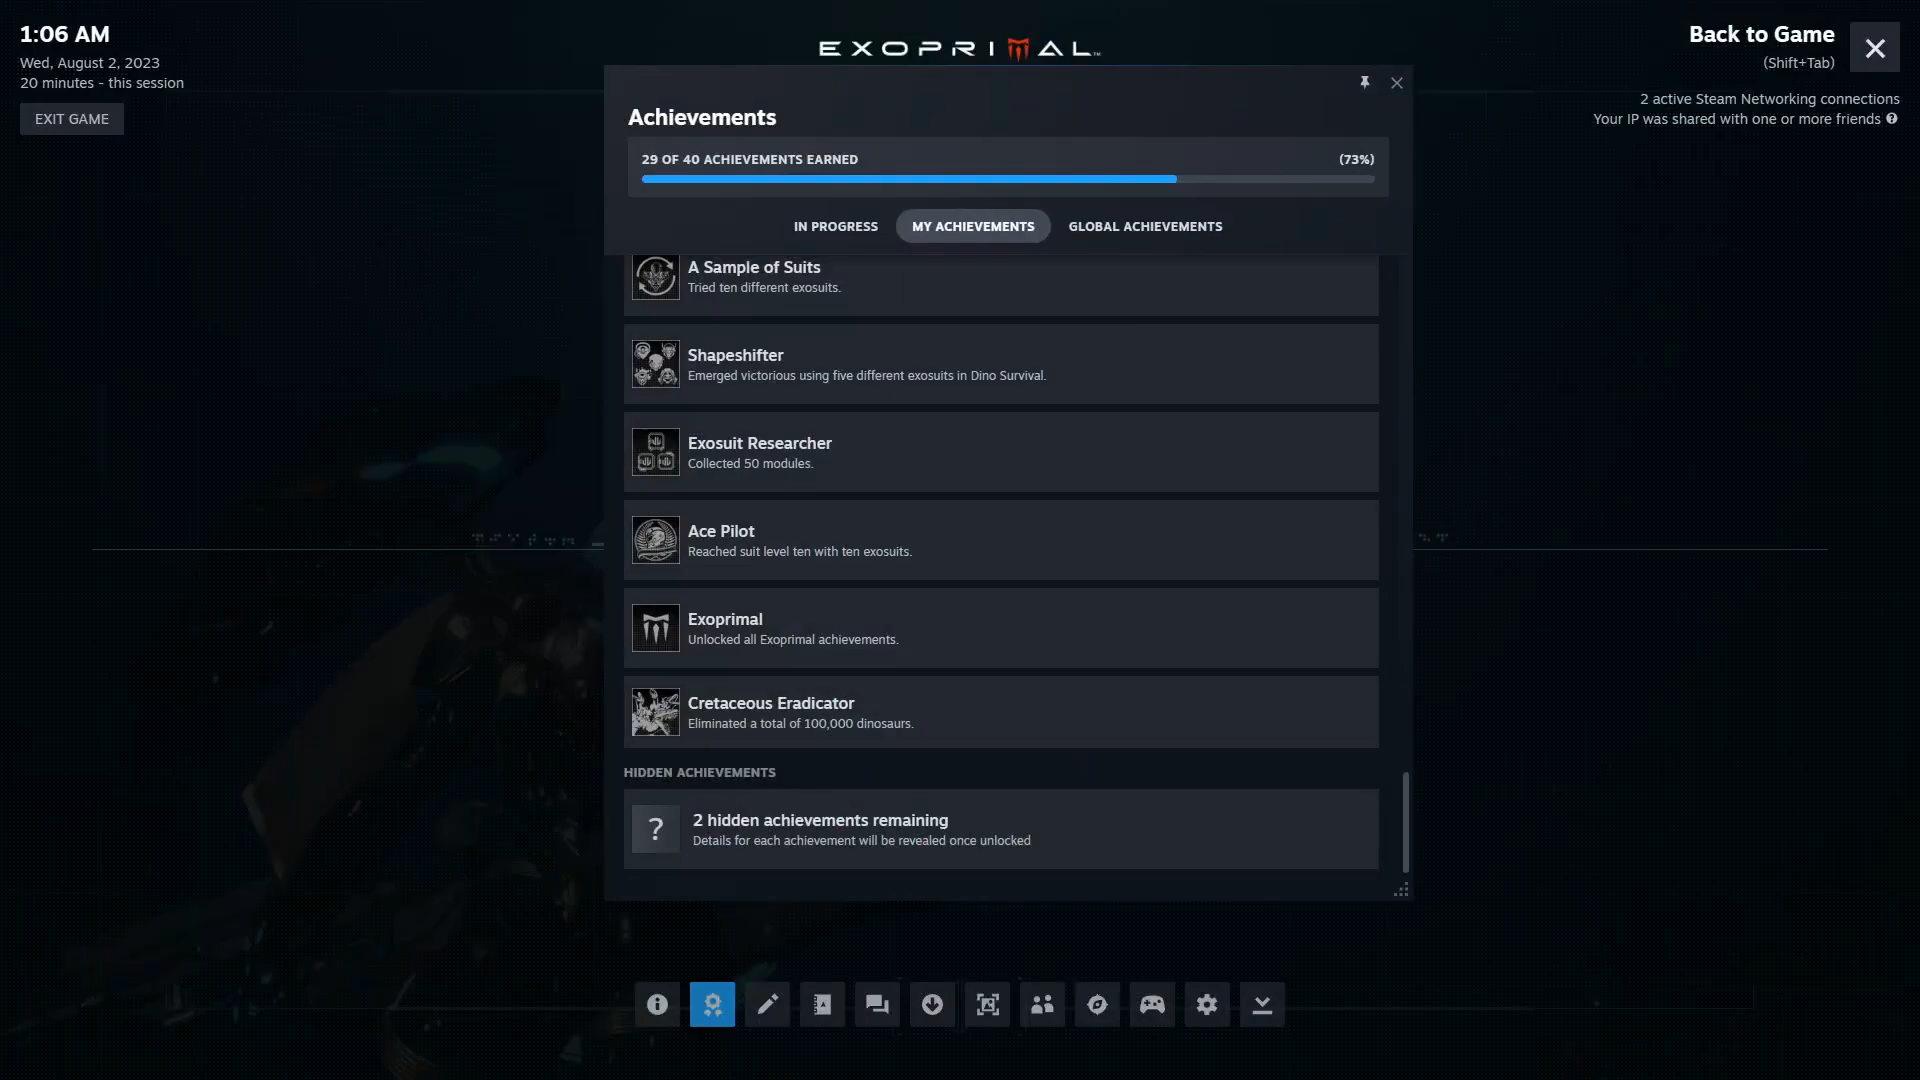 1:06 AM
Wed, August 2, 2023
20 minutes - this session
EXIT GAME
EXOPRIMAL™
Back to Game
(Shift+Tab)
2 active Steam Networking connections
Your IP was shared with one or more friends
Achievements
29 OF 40 ACHIEVEMENTS EARNED
(73%)
IN PROGRESS
MY ACHIEVEMENTS
GLOBAL ACHIEVEMENTS
A Sample of Suits
Tried ten different exosuits.
Shapeshifter
Emerged victorious using five different exosuits in Dino Survival.
Exosuit Researcher
Collected 50 modules.
Ace Pilot
Reached suit level ten with ten exosuits.
Exoprimal
Unlocked all Exoprimal achievements.
Cretaceous Eradicator
Eliminated a total of 100,000 dinosaurs.
HIDDEN ACHIEVEMENTS
?
2 hidden achievements remaining
Details for each achievement will be revealed once unlocked